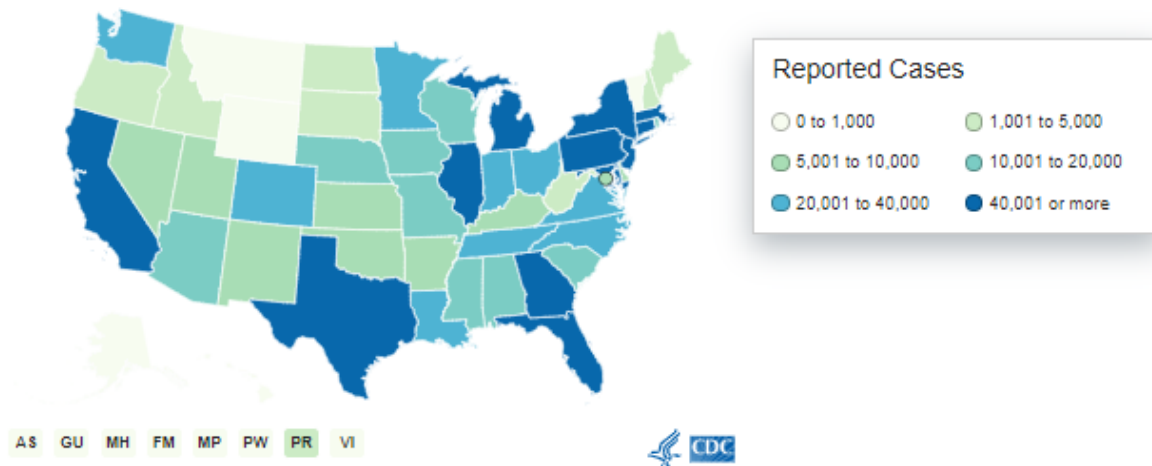 Reported Cases
0 to 1,000 1,001 to 5,000
5,001 to 10,000 10,001 to 20,000
20,001 to 40,000 40,001 or more
AS GU MH FM MP PW PR VI
CDC